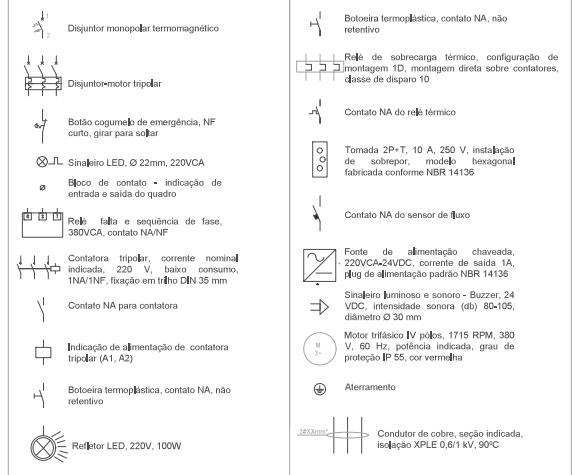 1
2
Disjuntor monopolar termomagnético
Disjuntor-motor tripolar
Botão cogumelo de emergência, NF
curto, girar para soltar
Sinaleiro LED, Ø 22mm, 220VCA
Bloco de contato - indicação de
entrada e saída do quadro
Relé falta e sequência de fase,
380VCA, contato NA/NF
Contatora tripolar, corrente nominal
indicada, 220 V, baixo consumo,
1NA/1NF, fixação em trilho DIN 35 mm
Contato NA para contatora
Indicação de alimentação de contatora
tripolar (A1, A2)
Botoeira termoplástica, contato NA, não
retentivo
Refletor LED, 220V, 100W
Botoeira termoplástica, contato NA, não
retentivo
Relé de sobrecarga térmico, configuração de
montagem 1D, montagem direta sobre contatores,
classe de disparo 10
Contato NA do relé térmico
Tomada 2P+T, 10 A, 250 V, instalação
de sobrepor, modelo hexagonal
fabricada conforme NBR 14136
Contato NA do sensor de fluxo
Fonte de alimentação chaveada,
220VCA-24VDC, corrente de saida 1A,
plug de alimentação padrão NBR 14136
Sinaleiro luminoso e sonoro - Buzzer, 24
VDC, intensidade sonora (db) 80-105,
diâmetro Ø 30 mm
M
3~
Motor trifásico IV pólos, 1715 RPM, 380
V, 60 Hz, potência indicada, grau de
proteção IP 55, cor vermelha
Aterramento
3#XXmm²
Condutor de cobre, seção indicada,
isolação XPLE 0,6/1 kV, 90ºC